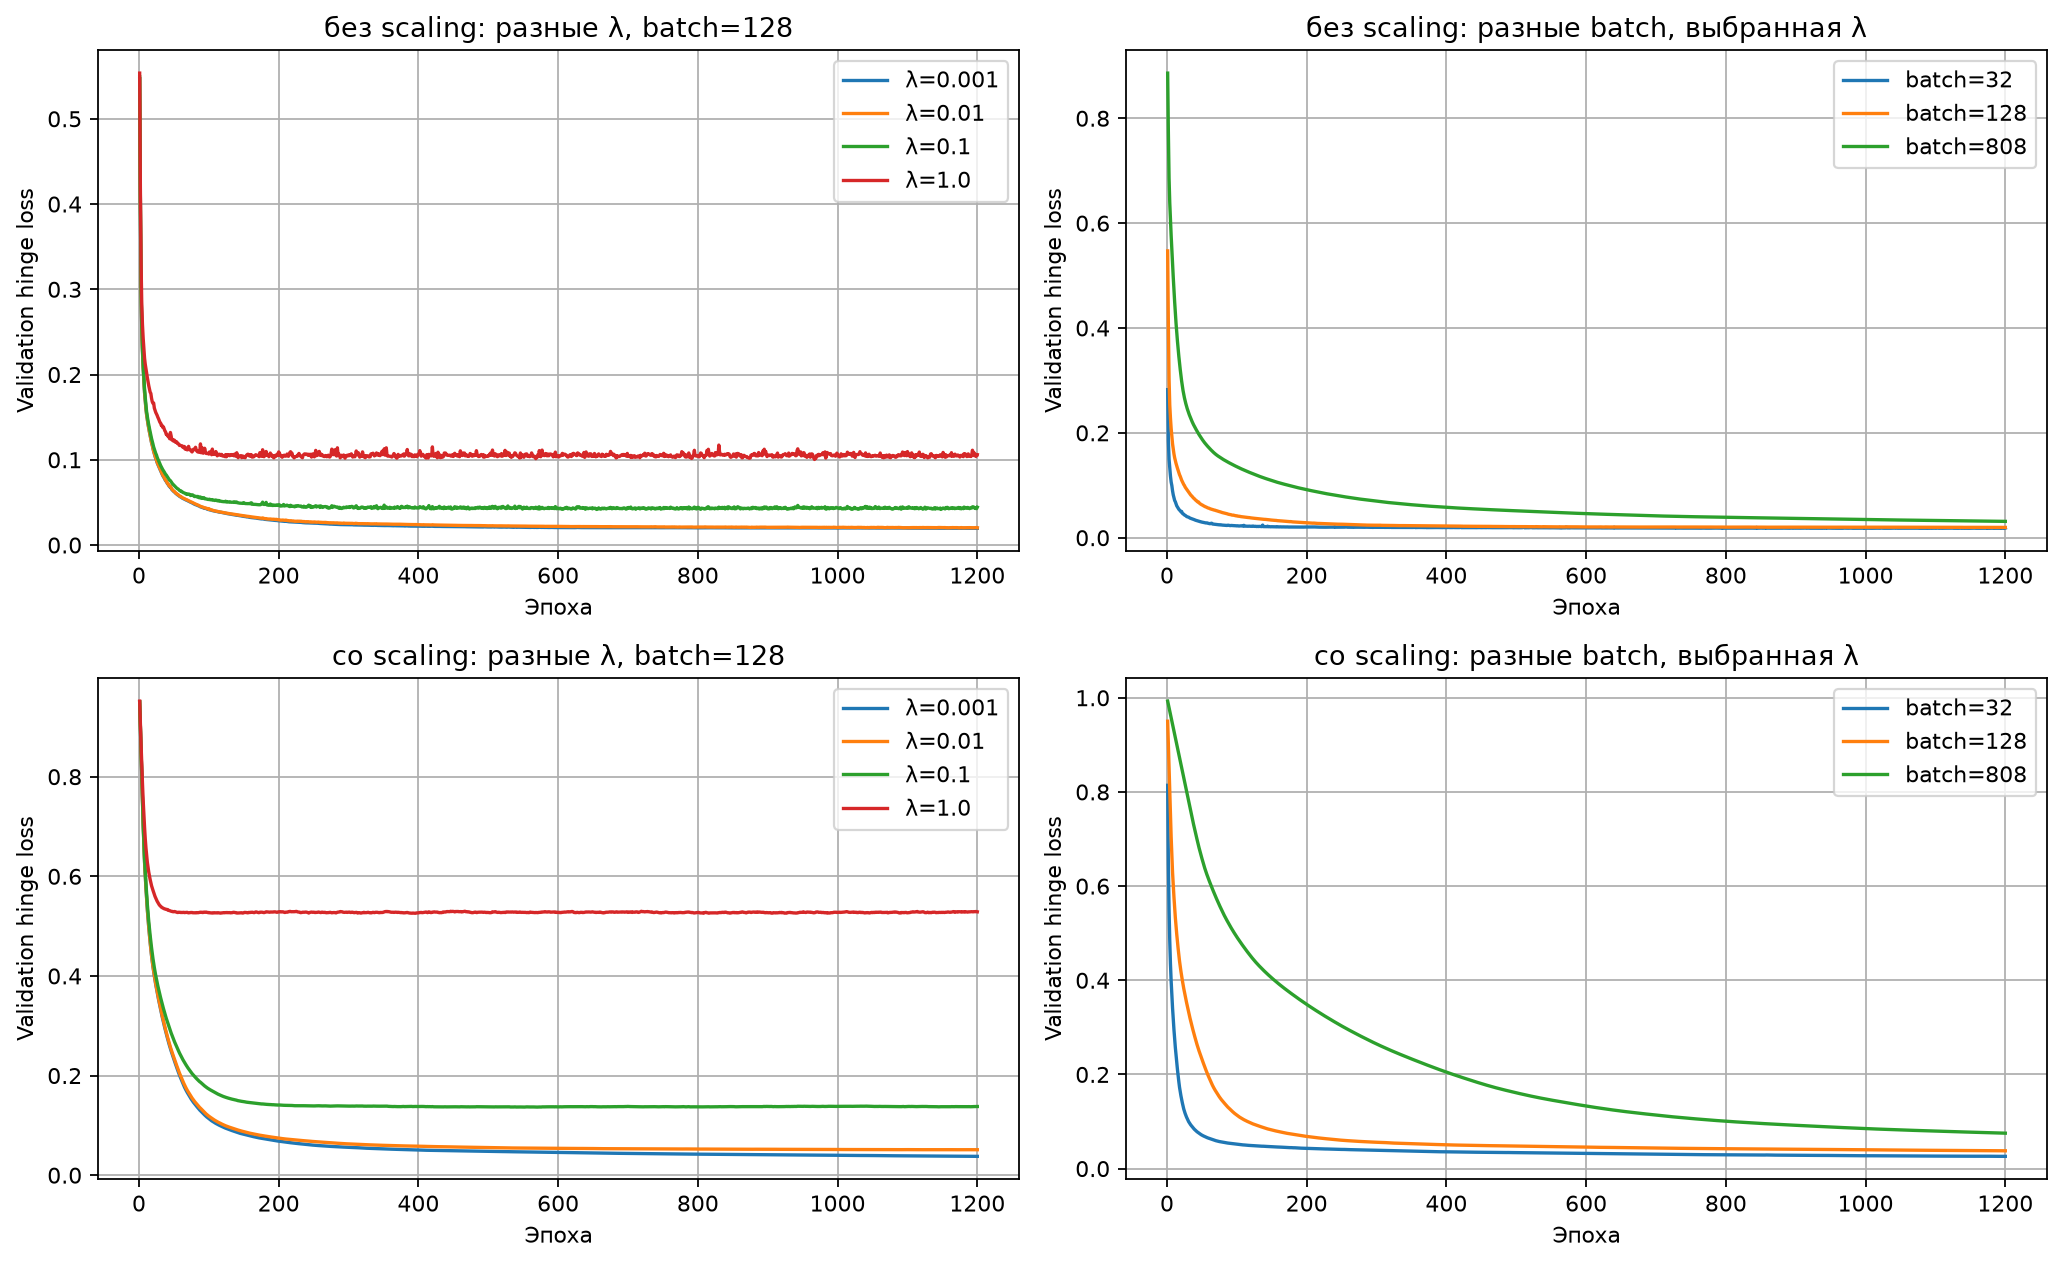 без scaling: разные λ, batch=128
Validation hinge loss
0.5
0.4
0.3
0.2
0.1
0.0
λ=0.001
λ=0.01
λ=0.1
λ=1.0
0 200 400 600 800 1000 1200
Эпоха
без scaling: разные batch, выбранная λ
Validation hinge loss
0.8
0.6
0.4
0.2
0.0
batch=32
batch=128
batch=808
0 200 400 600 800 1000 1200
Эпоха
со scaling: разные λ, batch=128
Validation hinge loss
0.8
0.6
0.4
0.2
0.0
λ=0.001
λ=0.01
λ=0.1
λ=1.0
0 200 400 600 800 1000 1200
Эпоха
со scaling: разные batch, выбранная λ
Validation hinge loss
1.0
0.8
0.6
0.4
0.2
0.0
batch=32
batch=128
batch=808
0 200 400 600 800 1000 1200
Эпоха